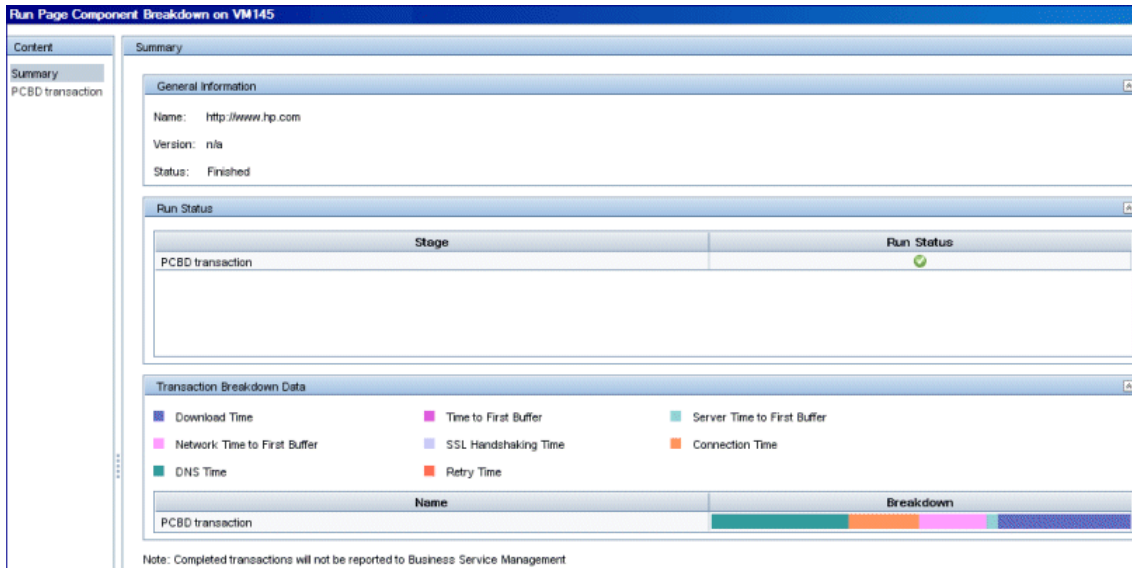 Run Page Component Breakdown on VM145
Content
Summary
PCBD transaction
Summary
General Information
Name: http://www.hp.com
Version: n/a
Status: Finished
Run Status
Stage Run Status
PCBD transaction
Transaction Breakdown Data
Download Time Time to First Buffer Server Time to First Buffer
Network Time to First Buffer SSL Handshaking Time Connection Time
DNS Time Retry Time
Name Breakdown
PCBD transaction
Note: Completed transactions will not be reported to Business Service Management